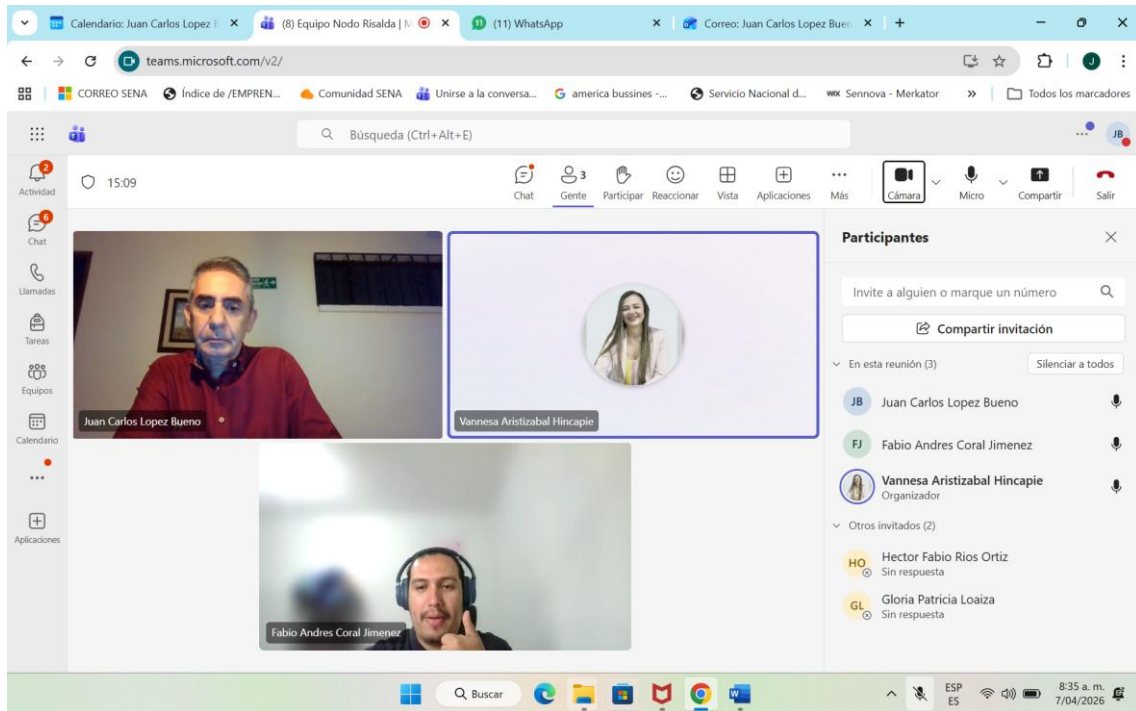 Calendario: Juan Carlos Lopez B
(8) Equipo Nodo Risalda | M
(11) WhatsApp
Correo: Juan Carlos Lopez Buen
teams.microsoft.com/v2/
J
CORREO SENA
Índice de /EMPREN...
Comunidad SENA
Unirse a la conversa...
america bussines -...
Servicio Nacional d...
Sennova - Merkator
Todos los marcadores
Búsqueda (Ctrl+Alt+E)
JB
2
Actividad
15:09
Chat
3
Gente
Participar
Reaccionar
Vista
Aplicaciones
Más
Cámara
Micro
Compartir
Salir
6
Chat
Llamadas
Tareas
Equipos
Calendario
Aplicaciones
Juan Carlos Lopez Bueno
Vannesa Aristizabal Hincapie
Fabio Andres Coral Jimenez
Participantes
Invite a alguien o marque un número
Compartir invitación
En esta reunión (3)
Silenciar a todos
JB
Juan Carlos Lopez Bueno
FJ
Fabio Andres Coral Jimenez
Vannesa Aristizabal Hincapie
Organizador
Otros invitados (2)
HO
Hector Fabio Rios Ortiz
Sin respuesta
GL
Gloria Patricia Loaiza
Sin respuesta
Buscar
ESP
ES
8:35 a. m.
7/04/2026